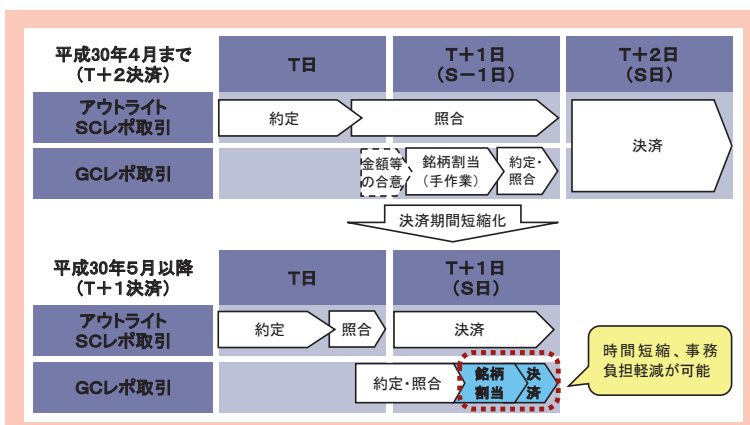 平成30年4月まで
(T+2決済)
T日
T+1日
(S-1日)
T+2日
(S日)
アウトライト
SCレポ取引
約定
照合
決済
GCレポ取引
金額等
の合意
銘柄割当
(手作業)
約定・
照合
決済期間短縮化
平成30年5月以降
(T+1決済)
T日
T+1日
(S日)
アウトライト
SCレポ取引
約定
照合
決済
GCレポ取引
約定・照合
銘柄
割当
決
済
時間短縮、事務
負担軽減が可能